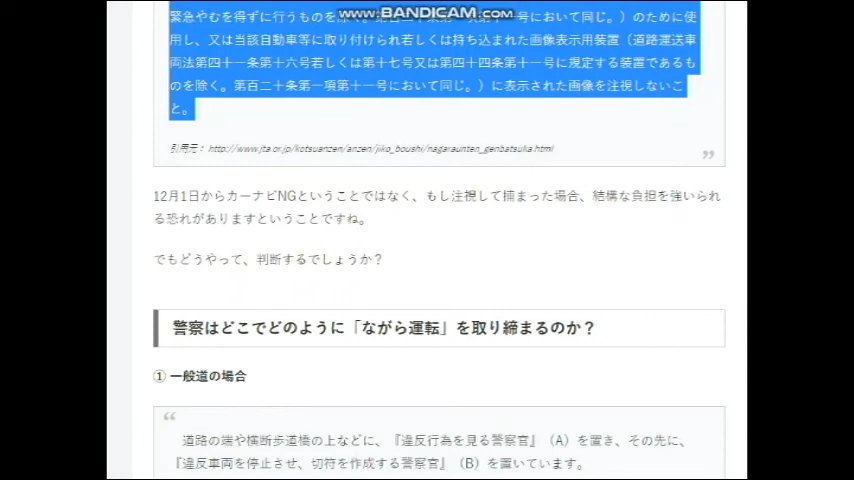 www.BANDICAM.com
緊急やむを得ずに行うものを除く。第百二十条第一項第十一号において同じ。）のために使
用し、又は当該自動車等に取り付けられ若しくは持ち込まれた画像表示用装置（道路運送車
両法第四十一条第十六号若しくは第十七号又は第四十四条第十一号に規定する装置であるも
のを除く。第百二十条第一項第十一号において同じ。）に表示された画像を注視しないこ
と。
引用元： http://www.jta.or.jp/kotsuanzen/anzen/jiko_boushi/nagaraunten_genbatsuka.html
12月1日からカーナビNGということではなく、もし注視して捕まった場合、結構な負担を強いられ
る恐れがありますということですね。
でもどうやって、判断するでしょうか？
警察はどこでどのように「ながら運転」を取り締まるのか？
① 一般道の場合
道路の端や横断歩道橋の上などに、『違反行為を見る警察官』（A）を置き、その先に、
『違反車両を停止させ、切符を作成する警察官』（B）を置いています。